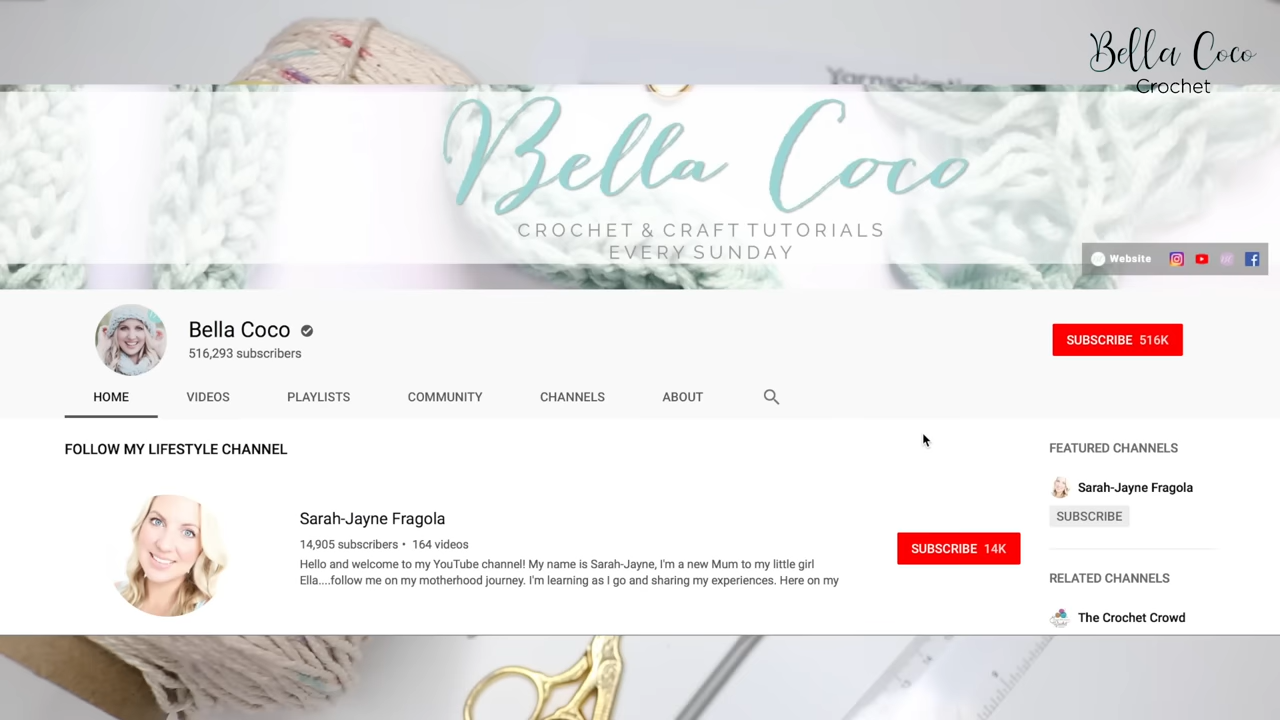 Bella Coco
Crochet
Bella Coco
CROCHET & CRAFT TUTORIALS
EVERY SUNDAY
Website
Bella Coco
516,293 subscribers
SUBSCRIBE 516K
HOME VIDEOS PLAYLISTS COMMUNITY CHANNELS ABOUT
FOLLOW MY LIFESTYLE CHANNEL
Sarah-Jayne Fragola
14,905 subscribers • 164 videos
Hello and welcome to my YouTube channel! My name is Sarah-Jayne, I'm a new Mum to my little girl
Ella....follow me on my motherhood journey. I'm learning as I go and sharing my experiences. Here on my
SUBSCRIBE 14K
FEATURED CHANNELS
Sarah-Jayne Fragola
SUBSCRIBE
RELATED CHANNELS
The Crochet Crowd